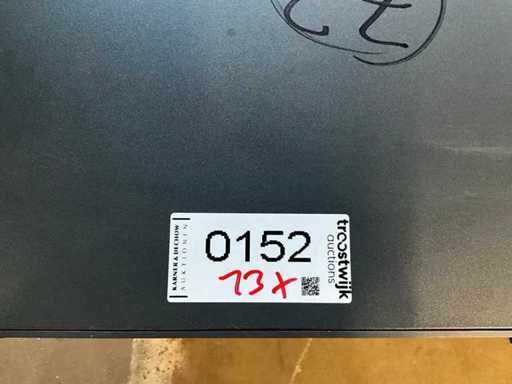 KARNER & DECHOW
AUKTIONEN
0152
13x
troostwijk
auctions